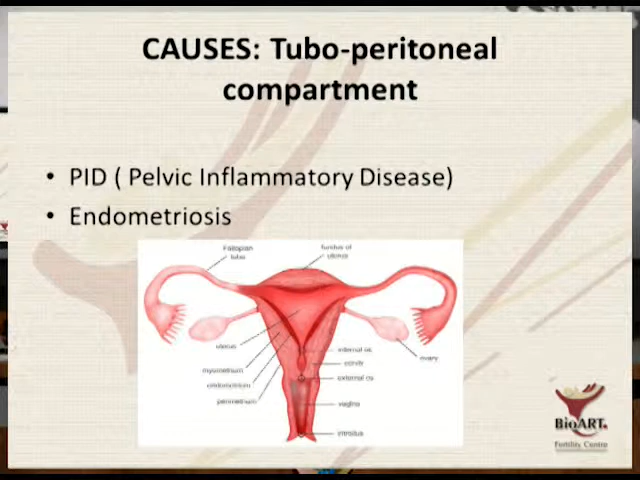 CAUSES: Tubo-peritoneal
compartment
• PID ( Pelvic Inflammatory Disease)
• Endometriosis
Fallopian
tube
fundus of
uterus
uterus
internal os
ovary
cervix
myometrium
external os
endometrium
perimetrium
vagina
introitus
BioART
Fertility Centre